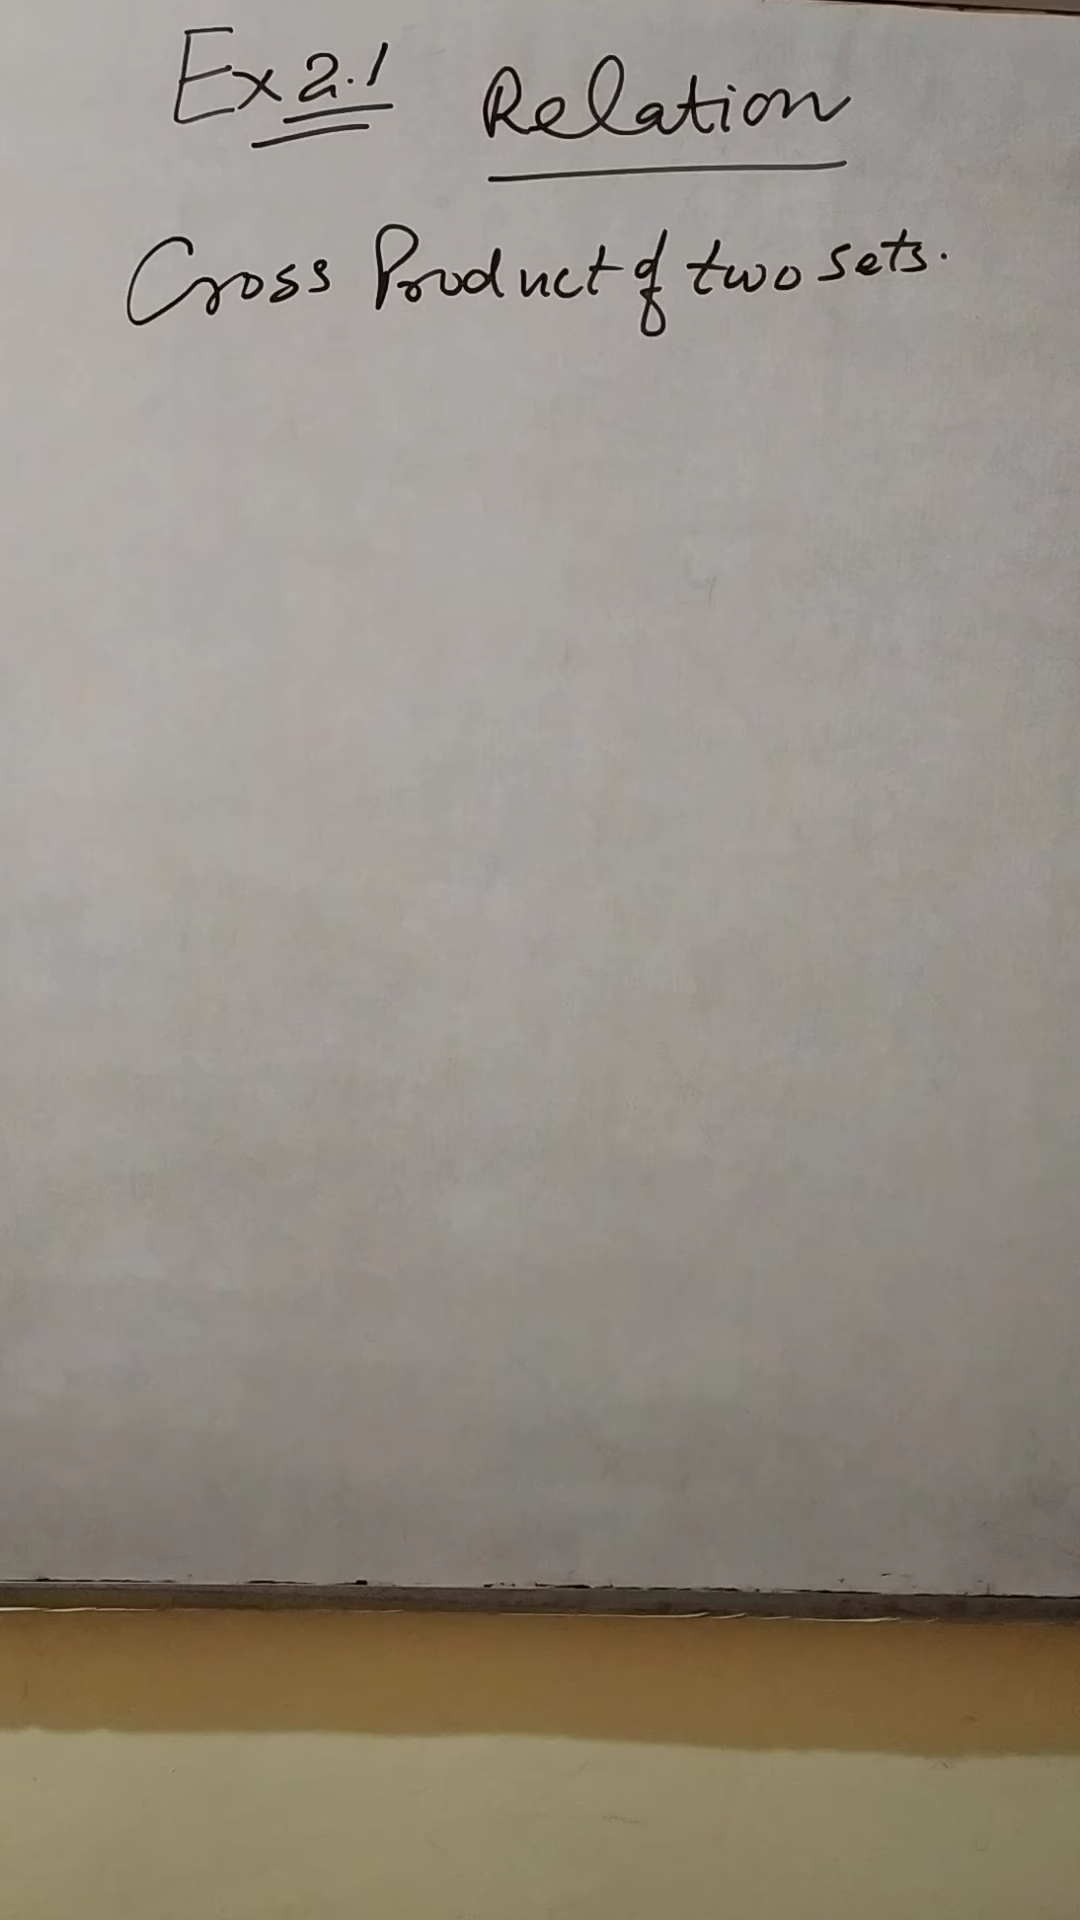 Ex 2.1 Relation
Cross Product of two sets.